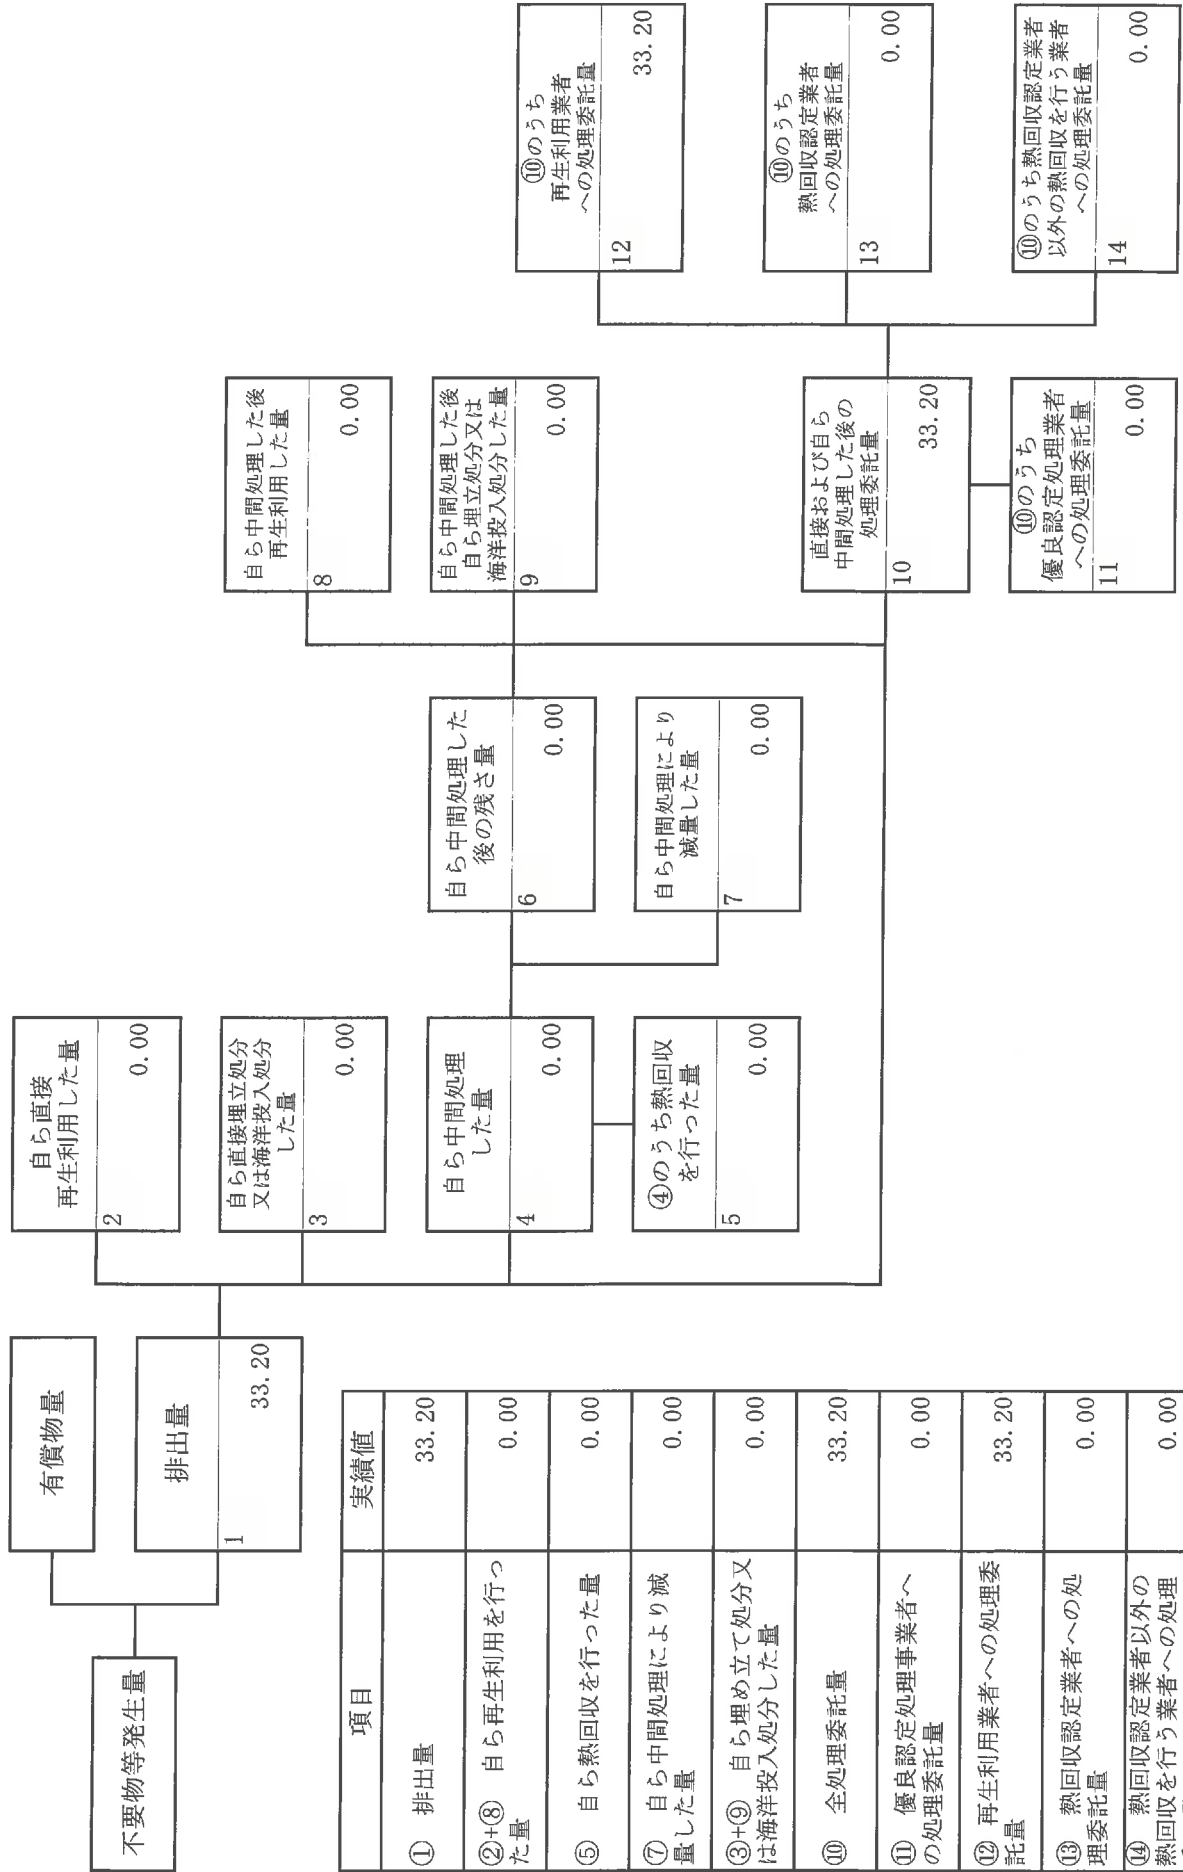 不要物等発生量
有償物量
排出量
1
33.20
自ら直接
再生利用した量
2
0.00
自ら直接埋立処分
又は海洋投入処分
した量
3
0.00
自ら中間処理
した量
4
0.00
④のうち熱回収
を行った量
5
0.00
自ら中間処理した
後の残さ量
6
0.00
自ら中間処理により
減量した量
7
0.00
自ら中間処理した後
再生利用した量
8
0.00
自ら中間処理した後
自ら埋立処分又は
海洋投入処分した量
9
0.00
直接および自ら
中間処理した後の
処理委託量
10
33.20
⑩のうち
優良認定処理業者
への処理委託量
11
0.00
⑩のうち
再生利用業者
への処理委託量
12
33.20
⑩のうち
熱回収認定業者
への処理委託量
13
0.00
⑩のうち熱回収認定業者
以外の熱回収を行う業者
への処理委託量
14
0.00
項目 実績値
① 排出量 33.20
②+⑧ 自ら再生利用を行っ
た量 0.00
⑤ 自ら熱回収を行った量 0.00
⑦ 自ら中間処理により減
量した量 0.00
③+⑨ 自ら埋め立て処分又
は海洋投入処分した量 0.00
⑩ 全処理委託量 33.20
⑪ 優良認定処理事業者へ
の処理委託量 0.00
⑫ 再生利用業者への処理委
託量 33.20
⑬ 熱回収認定業者への処
理委託量 0.00
⑭ 熱回収認定業者以外の
熱回収を行う業者への処理 0.00